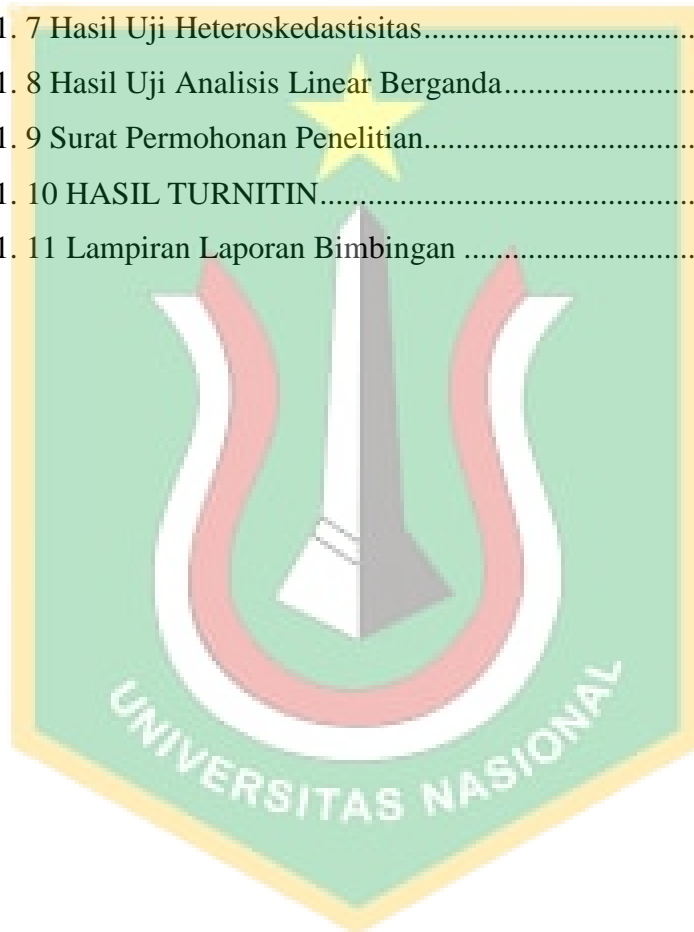 1. 7 Hasil Uji Heteroskedastisitas................................
1. 8 Hasil Uji Analisis Linear Berganda.......................
1. 9 Surat Permohonan Penelitian................................
1. 10 HASIL TURNITIN.............................................
1. 11 Lampiran Laporan Bimbingan ...........................
UNIVERSITAS NASIONAL